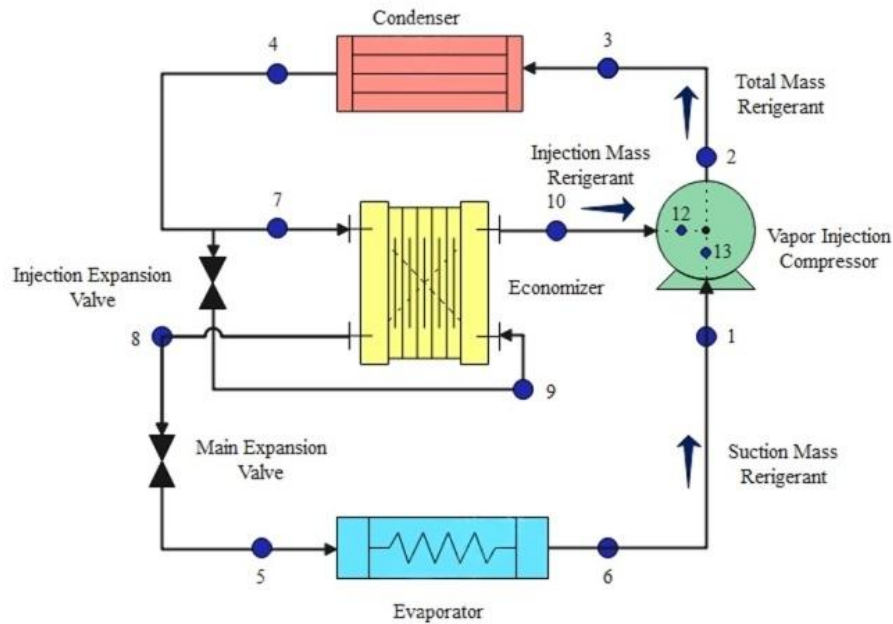 Condenser
4
3
Total Mass
Rerigerant
Injection Mass
Rerigerant
2
7
10
12
13
Vapor Injection
Compressor
Injection Expansion
Valve
Economizer
8
1
9
Main Expansion
Valve
Suction Mass
Rerigerant
5
6
Evaporator